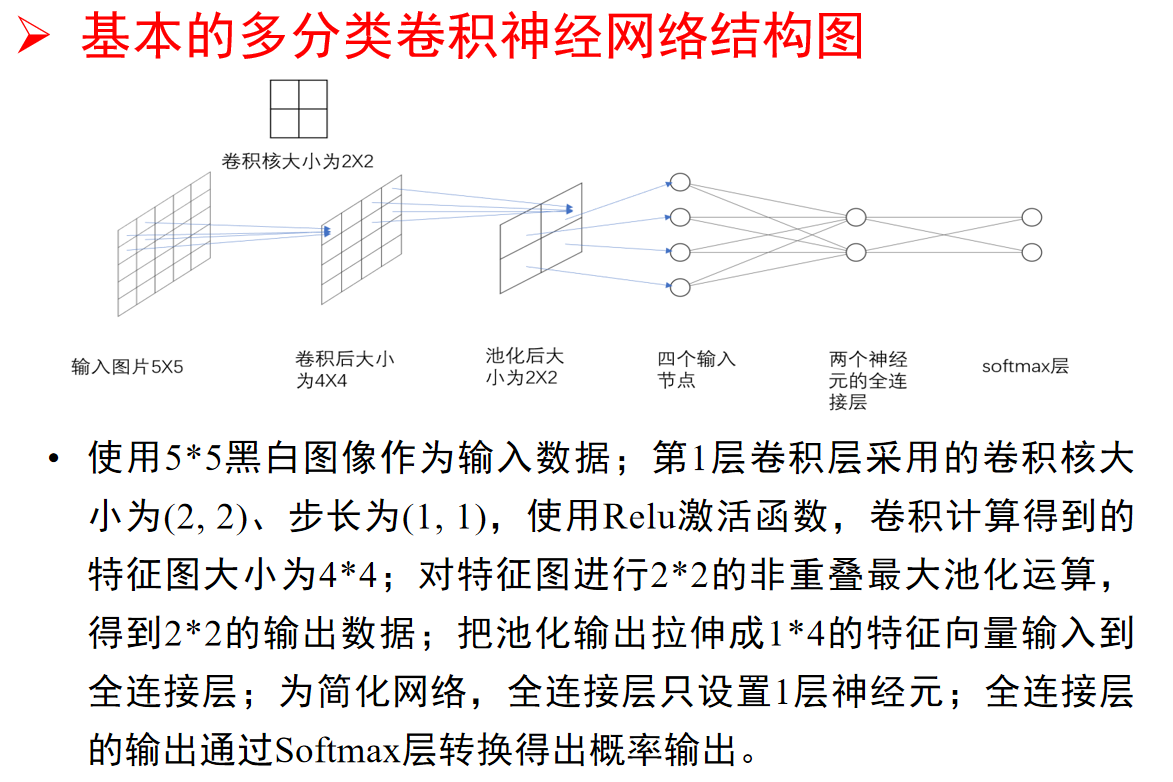 ➢ 基本的多分类卷积神经网络结构图
卷积核大小为2X2
输入图片5X5
卷积后大小
为4X4
池化后大
小为2X2
四个输入
节点
两个神经
元的全连
接层
softmax层
• 使用5*5黑白图像作为输入数据；第1层卷积层采用的卷积核大
小为(2, 2)、步长为(1, 1)，使用Relu激活函数，卷积计算得到的
特征图大小为4*4；对特征图进行2*2的非重叠最大池化运算，
得到2*2的输出数据；把池化输出拉伸成1*4的特征向量输入到
全连接层；为简化网络，全连接层只设置1层神经元；全连接层
的输出通过Softmax层转换得出概率输出。